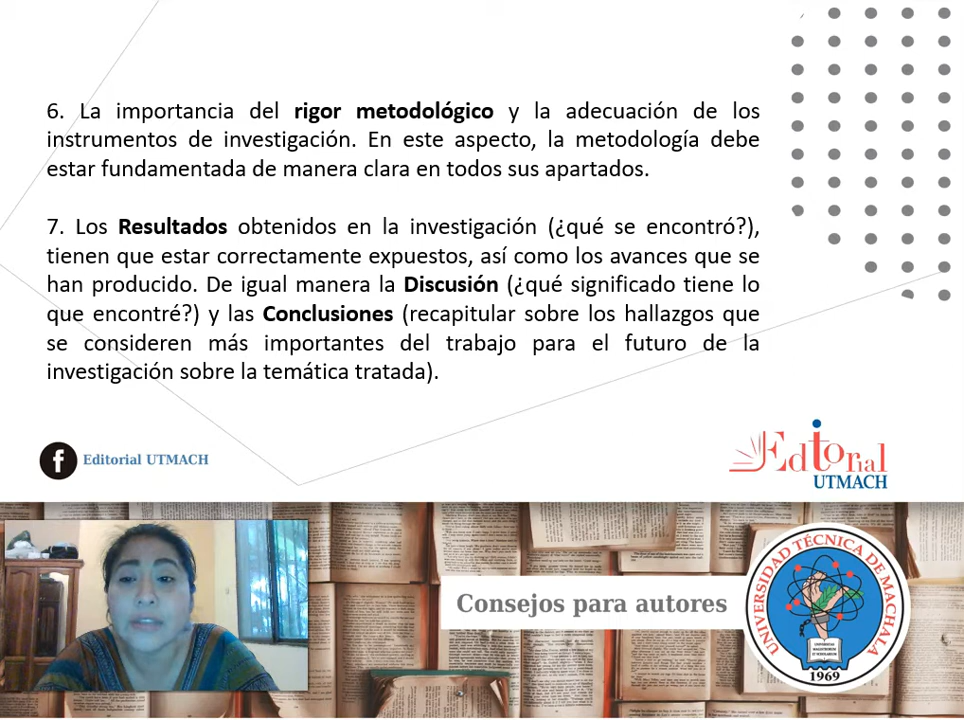 6. La importancia del rigor metodológico y la adecuación de los
instrumentos de investigación. En este aspecto, la metodología debe
estar fundamentada de manera clara en todos sus apartados.
7. Los Resultados obtenidos en la investigación (¿qué se encontró?),
tienen que estar correctamente expuestos, así como los avances que se
han producido. De igual manera la Discusión (¿qué significado tiene lo
que encontré?) y las Conclusiones (recapitular sobre los hallazgos que
se consideren más importantes del trabajo para el futuro de la
investigación sobre la temática tratada).
f
Editorial UTMACH
Editorial
UTMACH
Consejos para autores
UNIVERSIDAD TÉCNICA DE MACHALA
1969